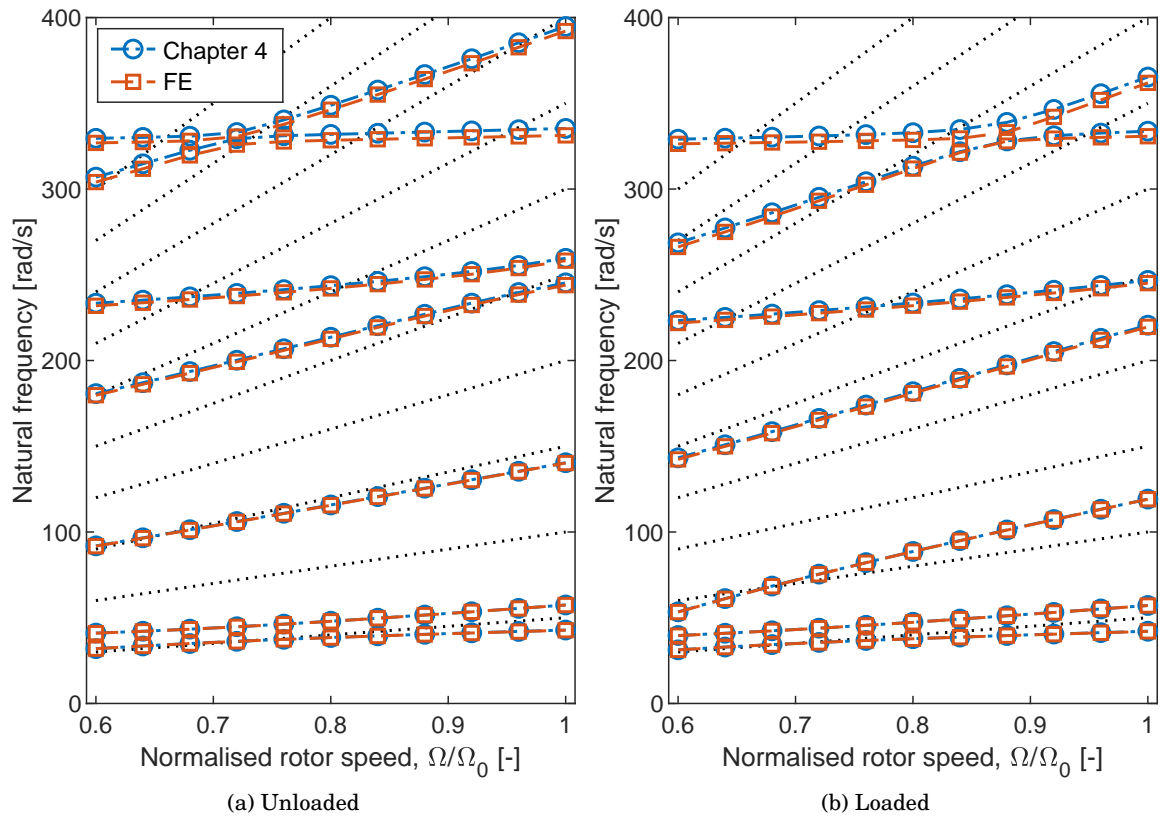 400
300
200
100
0
Natural frequency [rad/s]
Chapter 4
FE
0.6 0.7 0.8 0.9 1
Normalised rotor speed, Ω/Ω₀ [-]
(a) Unloaded
400
300
200
100
0
Natural frequency [rad/s]
0.6 0.7 0.8 0.9 1
Normalised rotor speed, Ω/Ω₀ [-]
(b) Loaded